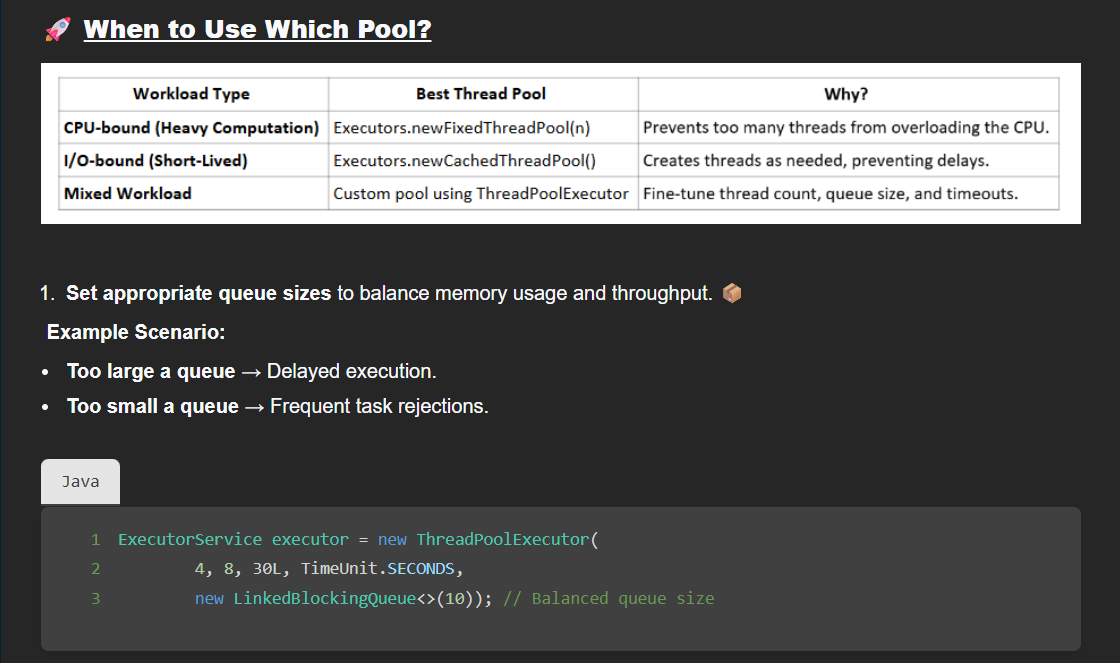 🚀 When to Use Which Pool?
Workload Type Best Thread Pool Why?
CPU-bound (Heavy Computation) Executors.newFixedThreadPool(n) Prevents too many threads from overloading the CPU.
I/O-bound (Short-Lived) Executors.newCachedThreadPool() Creates threads as needed, preventing delays.
Mixed Workload Custom pool using ThreadPoolExecutor Fine-tune thread count, queue size, and timeouts.
1. Set appropriate queue sizes to balance memory usage and throughput. 📦
Example Scenario:
• Too large a queue → Delayed execution.
• Too small a queue → Frequent task rejections.
Java
1 ExecutorService executor = new ThreadPoolExecutor(
2 4, 8, 30L, TimeUnit.SECONDS,
3 new LinkedBlockingQueue<>(10)); // Balanced queue size